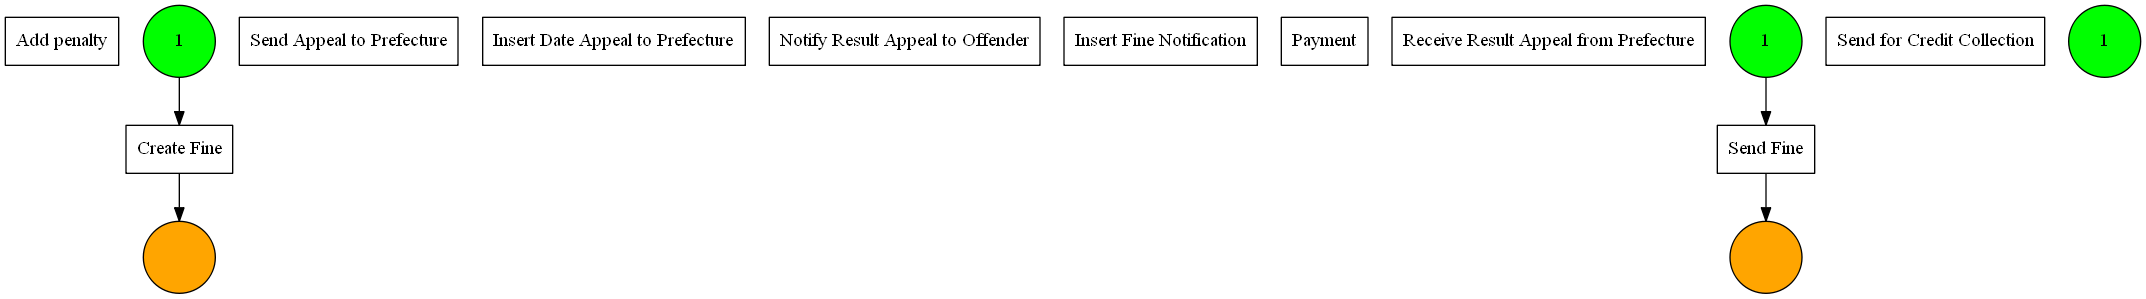 Add penalty
1
Send Appeal to Prefecture
Insert Date Appeal to Prefecture
Notify Result Appeal to Offender
Insert Fine Notification
Payment
Receive Result Appeal from Prefecture
1
Send for Credit Collection
1
Create Fine
Send Fine